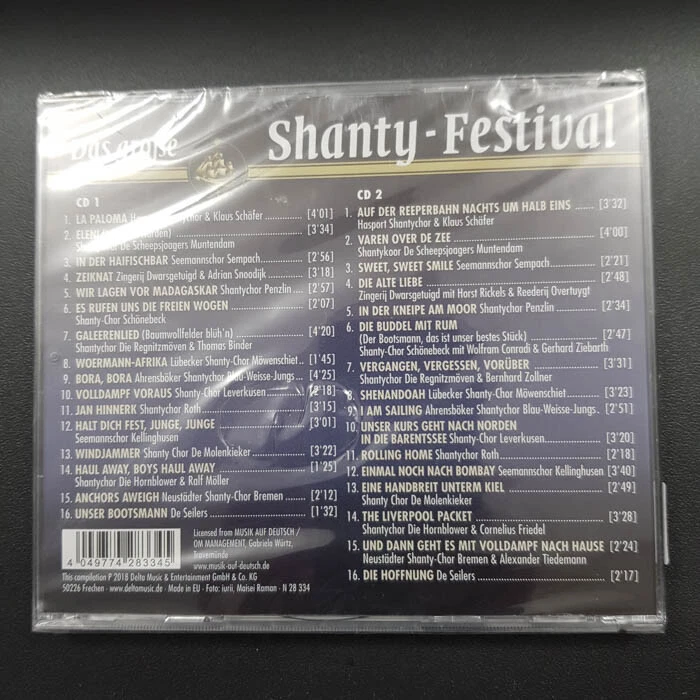 Das große
Shanty-Festival
CD 1
1. LA PALOMA Shantychor & Klaus Schäfer [4'01]
2. ELENI [3'34]
Shantykoor De Scheepsjoagers Muntendam
3. IN DER HAIFISCHBAR Seemannschor Sempach [2'56]
4. ZEIKNAT Zingerij Dwarsgetuigd & Adrian Snoodijk [3'18]
5. WIR LAGEN VOR MADAGASKAR Shantychor Penzlin [2'57]
6. ES RUFEN UNS DIE FREIEN WOGEN [2'07]
Shanty-Chor Schönebeck
7. GALEERENLIED (Baumwollfelder blüh'n) [4'20]
Shantychor Die Regnitzmöven & Thomas Binder
8. WOERMANN-AFRIKA Lübecker Shanty-Chor Möwenschiet [1'45]
9. BORA, BORA Ahrensböker Shantychor Blau-Weisse-Jungs [4'25]
10. VOLLDAMPF VORAUS Shanty-Chor Leverkusen [2'18]
11. JAN HINNERK Shantychor Roth [3'15]
12. HALT DICH FEST, JUNGE, JUNGE [3'01]
Seemannschor Kellinghusen
13. WINDJAMMER Shanty Chor De Molenkieker [3'22]
14. HAUL AWAY, BOYS HAUL AWAY [1'25]
Shantychor Die Hornblower & Ralf Möller
15. ANCHORS AWEIGH Neustädter Shanty-Chor Bremen [2'12]
16. UNSER BOOTSMANN De Seilers [1'32]
4 049774 283345
Licensed from MUSIK AUF DEUTSCH /
OM MANAGEMENT, Gabriela Würtz,
Travemünde
www.musik-auf-deutsch.de
This compilation P 2018 Delta Music & Entertainment GmbH & Co. KG
50226 Frechen · www.deltamusic.de · Made in EU - Foto: iurii, Maisei Raman - N 2B 334
CD 2
1. AUF DER REEPERBAHN NACHTS UM HALB EINS [3'32]
Hasport Shantychor & Klaus Schäfer
2. VAREN OVER DE ZEE [4'00]
Shantykoor De Scheepsjoagers Muntendam
3. SWEET, SWEET SMILE Seemannschor Sempach [2'21]
4. DIE ALTE LIEBE [2'48]
Zingerij Dwarsgetuigd mit Horst Rickels & Reederij Overtuygt
5. IN DER KNEIPE AM MOOR Shantychor Penzlin [2'34]
6. DIE BUDDEL MIT RUM
(Der Bootsmann, das ist unser bestes Stück) [2'47]
Shanty-Chor Schönebeck mit Wolfram Conradi & Gerhard Ziebarth
7. VERGANGEN, VERGESSEN, VORÜBER [3'31]
Shantychor Die Regnitzmöven & Bernhard Zollner
8. SHENANDOAH Lübecker Shanty-Chor Möwenschiet [3'23]
9. I AM SAILING Ahrensböker Shantychor Blau-Weisse-Jungs [2'51]
10. UNSER KURS GEHT NACH NORDEN
IN DIE BARENTSSEE Shanty-Chor Leverkusen [3'20]
11. ROLLING HOME Shantychor Roth [2'18]
12. EINMAL NOCH NACH BOMBAY Seemannschor Kellinghusen [3'40]
13. EINE HANDBREIT UNTERM KIEL [2'49]
Shanty Chor De Molenkieker
14. THE LIVERPOOL PACKET [3'28]
Shantychor Die Hornblower & Cornelius Friedel
15. UND DANN GEHT ES MIT VOLLDAMPF NACH HAUSE [2'24]
Neustädter Shanty-Chor Bremen & Alexander Tiedemann
16. DIE HOFFNUNG De Seilers [2'17]